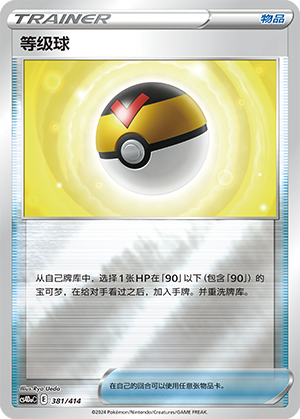 TRAINER 物品
等级球
从自己牌库中,选择1张HP在「90」以下(包含「90」)的
宝可梦,在给对手看过之后,加入手牌。并重洗牌库。
Illus. Ryo Ueda
381/414
在自己的回合可以使用任意张物品卡。
©2024 Pokémon/Nintendo/Creatures/GAME FREAK.